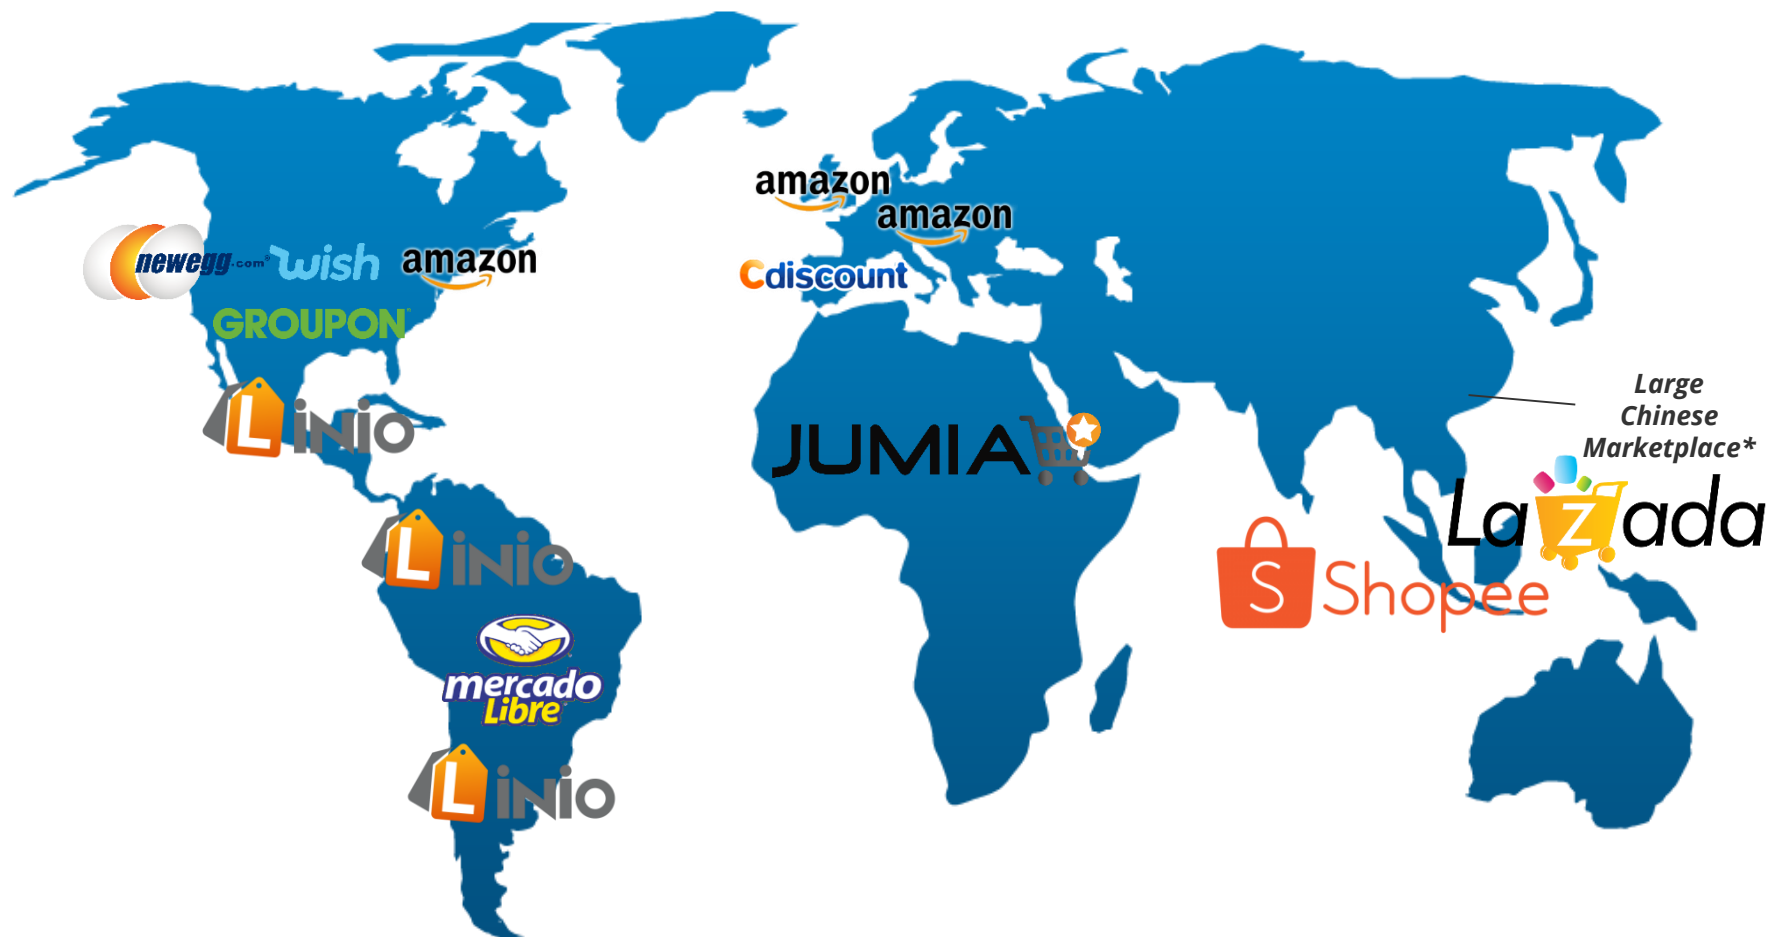 amazon
amazon
newegg.com®
wish
amazon
Cdiscount
GROUPON
LINIO
Large
Chinese
Marketplace*
JUMIA
Lazada
LINIO
S Shopee
mercado
Libre
LINIO